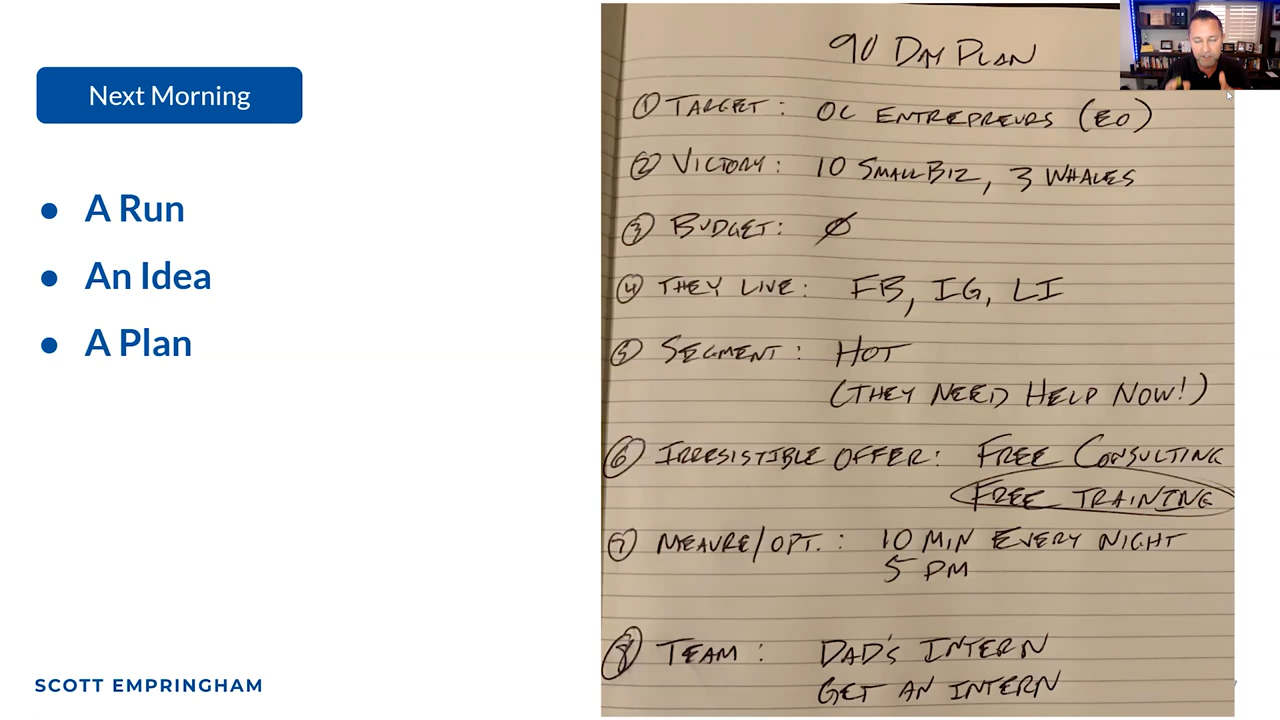 Next Morning
● A Run
● An Idea
● A Plan
SCOTT EMPRINGHAM
90 DAY PLAN
① TARGET: OC ENTREPREURS (EO)
② VICTORY: 10 SMALL BIZ, 3 WHALES
③ BUDGET: Ø
④ THEY LIVE: FB, IG, LI
⑤ SEGMENT: HOT
(THEY NEED HELP NOW!)
⑥ IRRESISTIBLE OFFER: FREE CONSULTING
FREE TRAINING
⑦ MEAURE/OPT.: 10 MIN EVERY NIGHT
5 PM
⑧ TEAM: DAD'S INTERN
GET AN INTERN